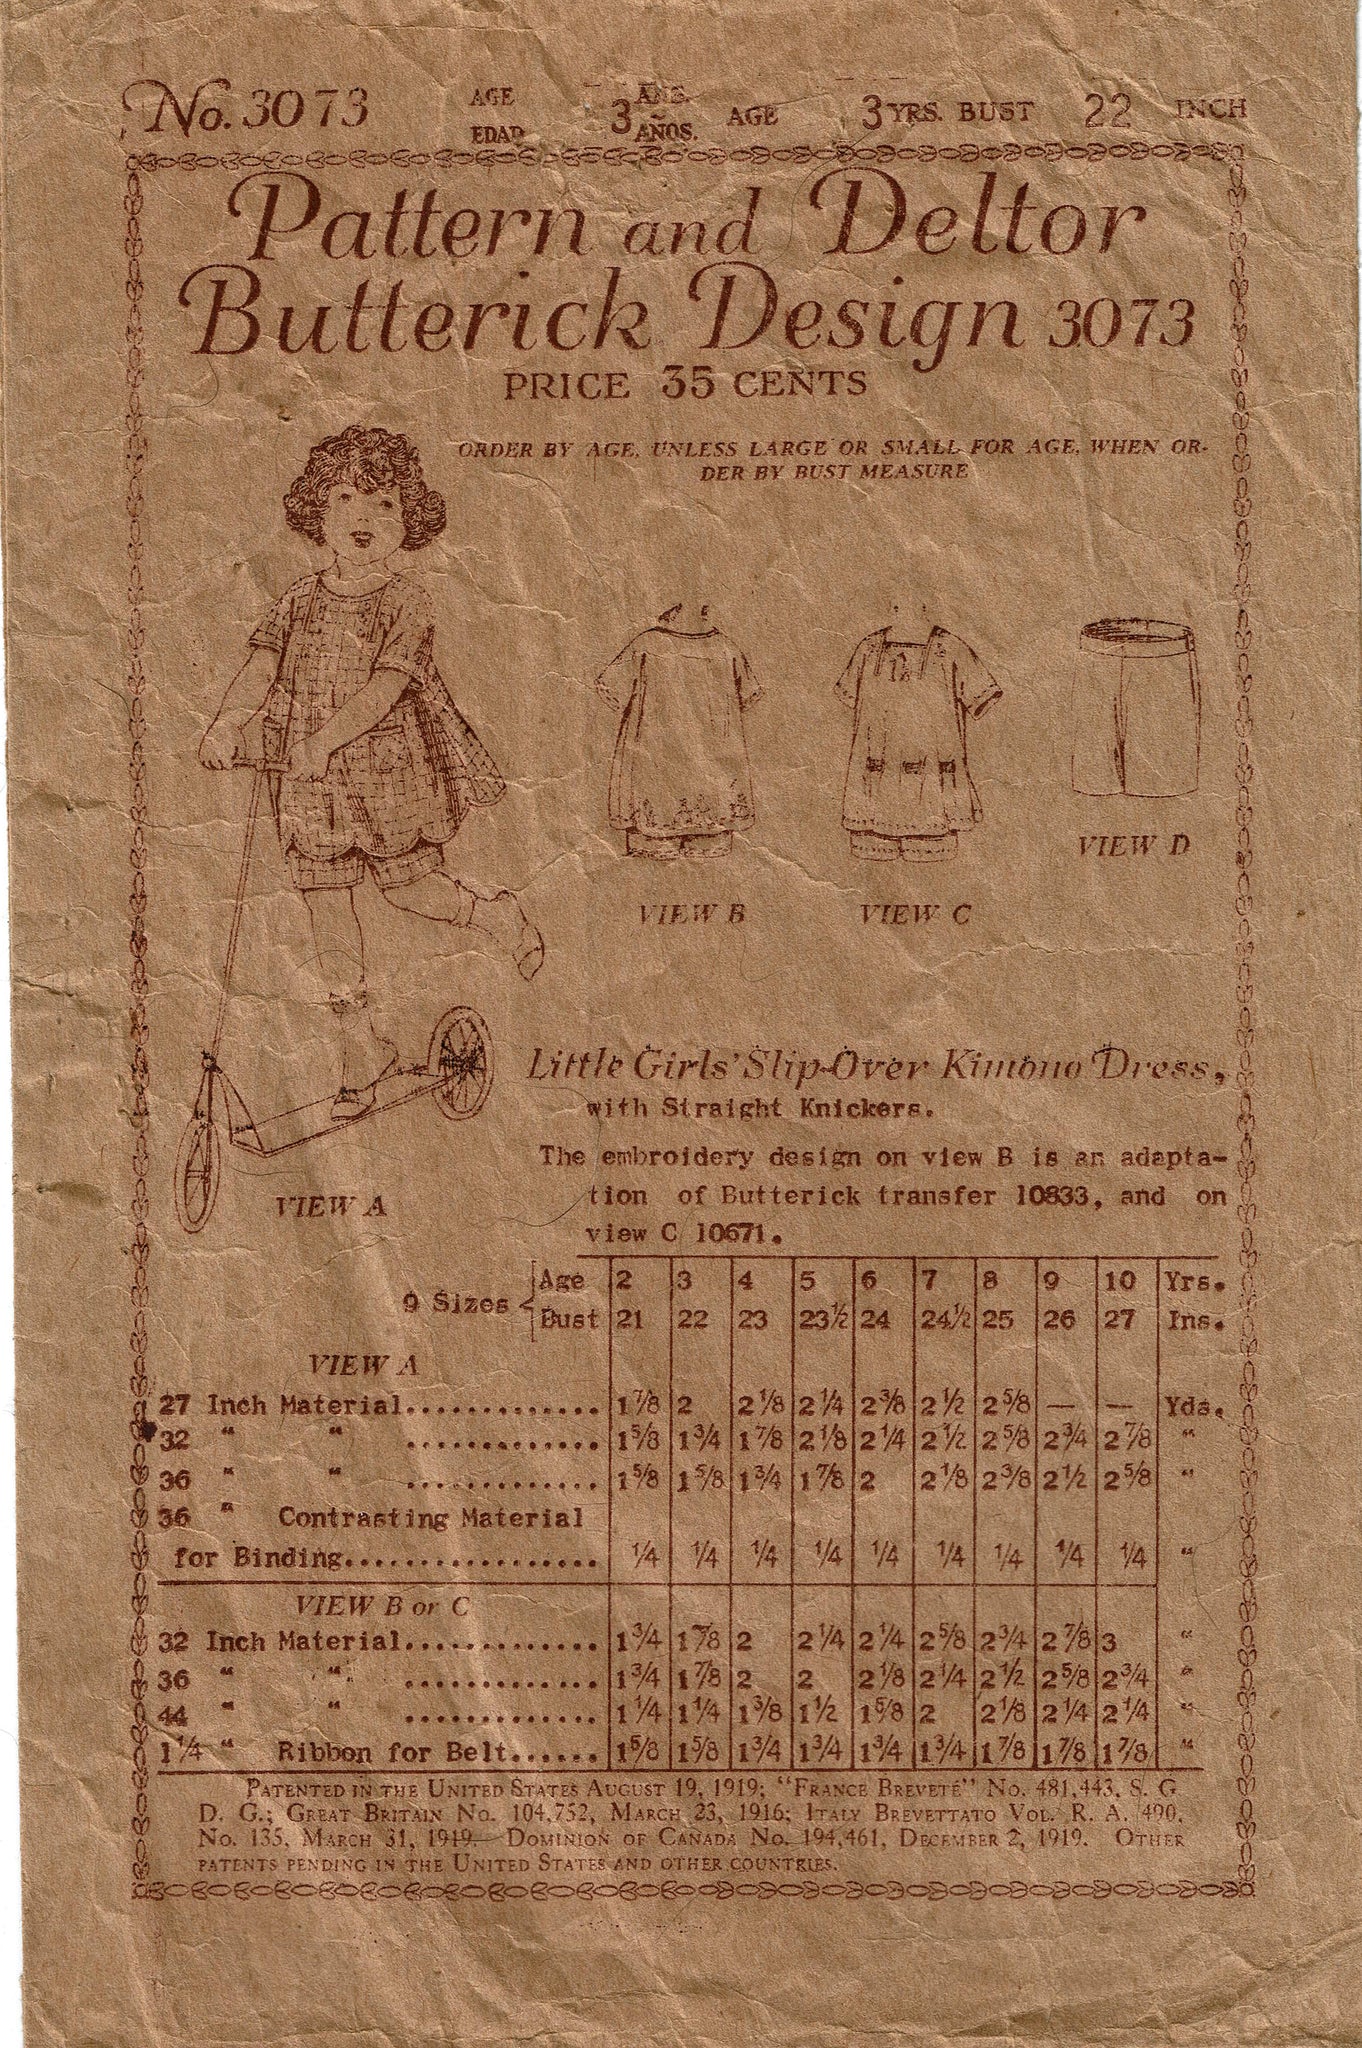 No. 3073 AGE 3 ANS. AGE 3 YRS. BUST 22 INCH
EDAD AÑOS.
Pattern and Deltor
Butterick Design 3073
PRICE 35 CENTS
ORDER BY AGE, UNLESS LARGE OR SMALL FOR AGE, WHEN OR-
DER BY BUST MEASURE
VIEW D
VIEW B VIEW C
Little Girls' Slip-Over Kimono Dress,
with Straight Knickers.
The embroidery design on view B is an adapta-
tion of Butterick transfer 10833, and on
view C 10671.
VIEW A
9 Sizes Age 2 3 4 5 6 7 8 9 10 Yrs.
Bust 21 22 23 23½ 24 24½ 25 26 27 Ins.
VIEW A
27 Inch Material............. 1⅞ 2 2⅛ 2¼ 2⅜ 2½ 2⅝ — — Yds.
32 " " ............. 1⅝ 1¾ 1⅞ 2⅛ 2¼ 2½ 2⅝ 2¾ 2⅞ "
36 " " ............. 1⅝ 1⅝ 1¾ 1⅞ 2 2⅛ 2⅜ 2½ 2⅝ "
36 " Contrasting Material
for Binding................. ¼ ¼ ¼ ¼ ¼ ¼ ¼ ¼ ¼ "
VIEW B or C
32 Inch Material............. 1¾ 1⅞ 2 2¼ 2¼ 2⅝ 2¾ 2⅞ 3 "
36 " " ............. 1¾ 1⅞ 2 2 2⅛ 2¼ 2½ 2⅝ 2¾ "
44 " " ............. 1¼ 1¼ 1⅜ 1½ 1⅝ 2 2⅛ 2¼ 2¼ "
1¼ " Ribbon for Belt...... 1⅝ 1⅝ 1¾ 1¾ 1¾ 1¾ 1⅞ 1⅞ 1⅞ "
PATENTED IN THE UNITED STATES AUGUST 19, 1919; "FRANCE BREVETÉ" No. 481,443, S. G
D. G.; GREAT BRITAIN No. 104,752, MARCH 23, 1916; ITALY BREVETTATO VOL. R. A. 490,
No. 135, MARCH 31, 1919— DOMINION OF CANADA No. 194,461, DECEMBER 2, 1919. OTHER
PATENTS PENDING IN THE UNITED STATES AND OTHER COUNTRIES.